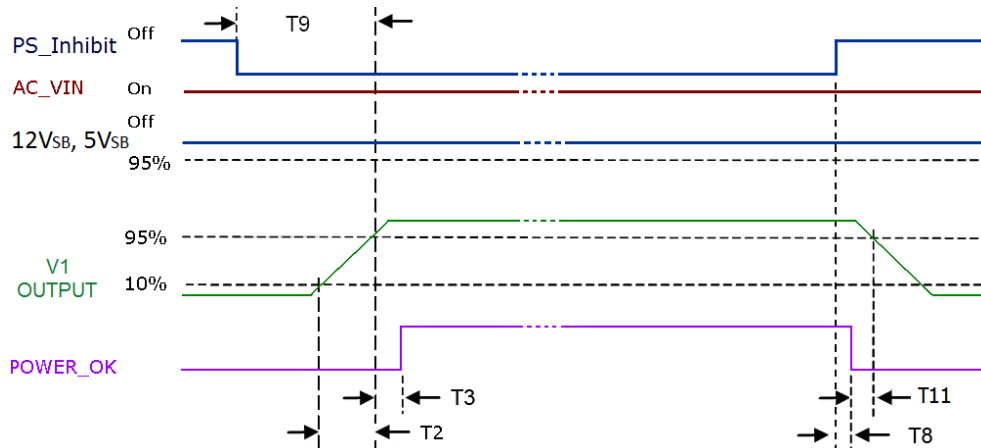 Off
T9
PS_Inhibit
AC_VIN On
Off
12VSB, 5VSB
95%
95%
V1
OUTPUT 10%
POWER_OK
T3
T11
T2
T8